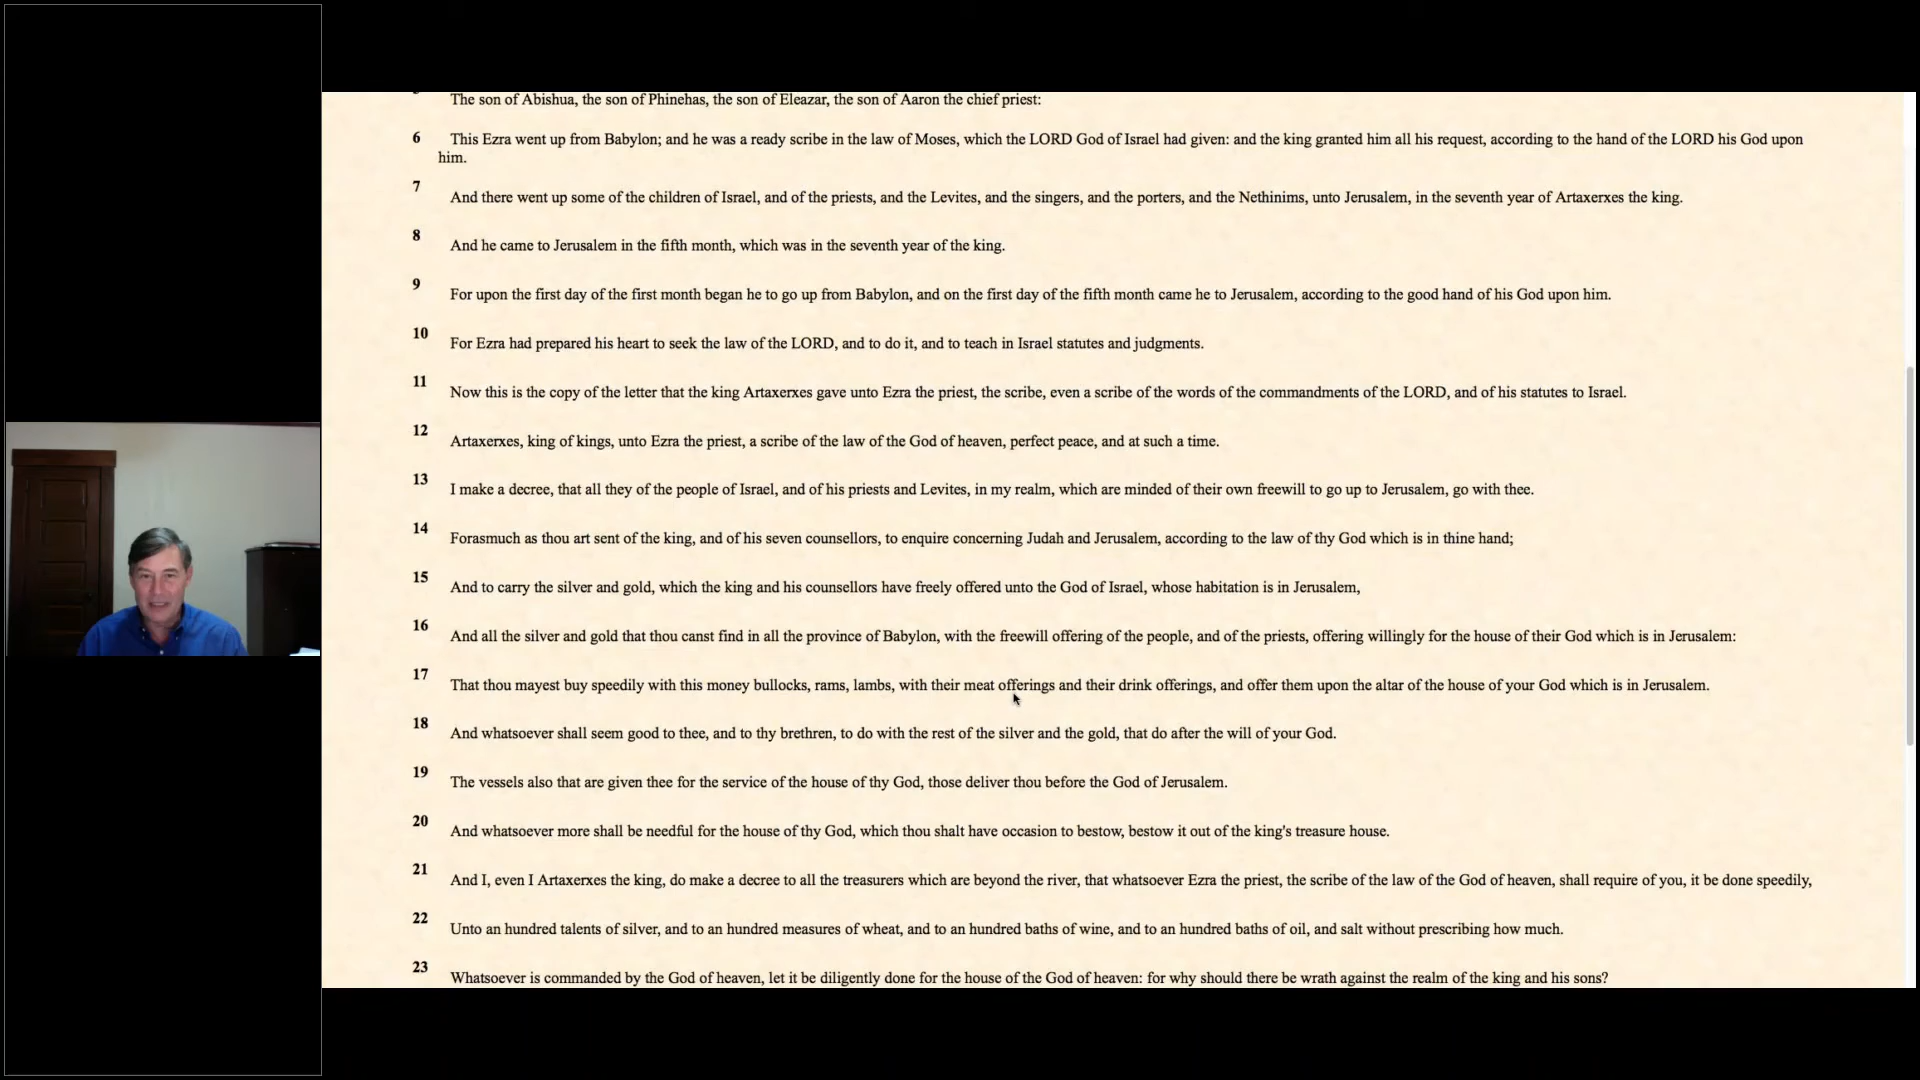 The son of Abishua, the son of Phinehas, the son of Eleazar, the son of Aaron the chief priest:
6 This Ezra went up from Babylon; and he was a ready scribe in the law of Moses, which the LORD God of Israel had given: and the king granted him all his request, according to the hand of the LORD his God upon
him.
7 And there went up some of the children of Israel, and of the priests, and the Levites, and the singers, and the porters, and the Nethinims, unto Jerusalem, in the seventh year of Artaxerxes the king.
8 And he came to Jerusalem in the fifth month, which was in the seventh year of the king.
9 For upon the first day of the first month began he to go up from Babylon, and on the first day of the fifth month came he to Jerusalem, according to the good hand of his God upon him.
10 For Ezra had prepared his heart to seek the law of the LORD, and to do it, and to teach in Israel statutes and judgments.
11 Now this is the copy of the letter that the king Artaxerxes gave unto Ezra the priest, the scribe, even a scribe of the words of the commandments of the LORD, and of his statutes to Israel.
12 Artaxerxes, king of kings, unto Ezra the priest, a scribe of the law of the God of heaven, perfect peace, and at such a time.
13 I make a decree, that all they of the people of Israel, and of his priests and Levites, in my realm, which are minded of their own freewill to go up to Jerusalem, go with thee.
14 Forasmuch as thou art sent of the king, and of his seven counsellors, to enquire concerning Judah and Jerusalem, according to the law of thy God which is in thine hand;
15 And to carry the silver and gold, which the king and his counsellors have freely offered unto the God of Israel, whose habitation is in Jerusalem,
16 And all the silver and gold that thou canst find in all the province of Babylon, with the freewill offering of the people, and of the priests, offering willingly for the house of their God which is in Jerusalem:
17 That thou mayest buy speedily with this money bullocks, rams, lambs, with their meat offerings and their drink offerings, and offer them upon the altar of the house of your God which is in Jerusalem.
18 And whatsoever shall seem good to thee, and to thy brethren, to do with the rest of the silver and the gold, that do after the will of your God.
19 The vessels also that are given thee for the service of the house of thy God, those deliver thou before the God of Jerusalem.
20 And whatsoever more shall be needful for the house of thy God, which thou shalt have occasion to bestow, bestow it out of the king's treasure house.
21 And I, even I Artaxerxes the king, do make a decree to all the treasurers which are beyond the river, that whatsoever Ezra the priest, the scribe of the law of the God of heaven, shall require of you, it be done speedily,
22 Unto an hundred talents of silver, and to an hundred measures of wheat, and to an hundred baths of wine, and to an hundred baths of oil, and salt without prescribing how much.
23 Whatsoever is commanded by the God of heaven, let it be diligently done for the house of the God of heaven: for why should there be wrath against the realm of the king and his sons?